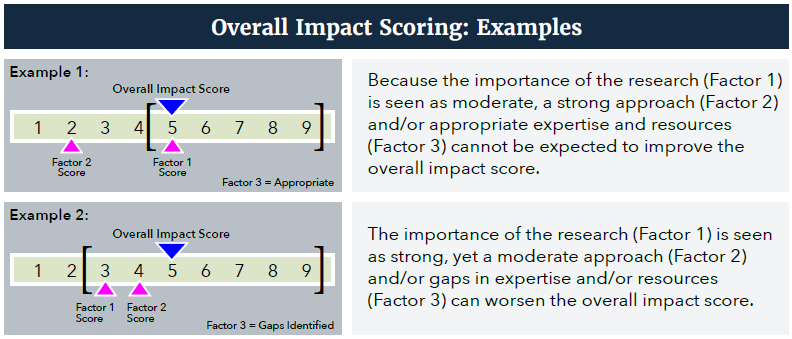 Overall Impact Scoring: Examples
Example 1:
Overall Impact Score
1 2 3 4 [ 5 6 7 8 9 ]
Factor 2
Score
Factor 1
Score
Factor 3 = Appropriate
Because the importance of the research (Factor 1)
is seen as moderate, a strong approach (Factor 2)
and/or appropriate expertise and resources
(Factor 3) cannot be expected to improve the
overall impact score.
Example 2:
Overall Impact Score
1 2 [ 3 4 5 6 7 8 9 ]
Factor 1
Score
Factor 2
Score
Factor 3 = Gaps Identified
The importance of the research (Factor 1) is seen
as strong, yet a moderate approach (Factor 2)
and/or gaps in expertise and/or resources
(Factor 3) can worsen the overall impact score.